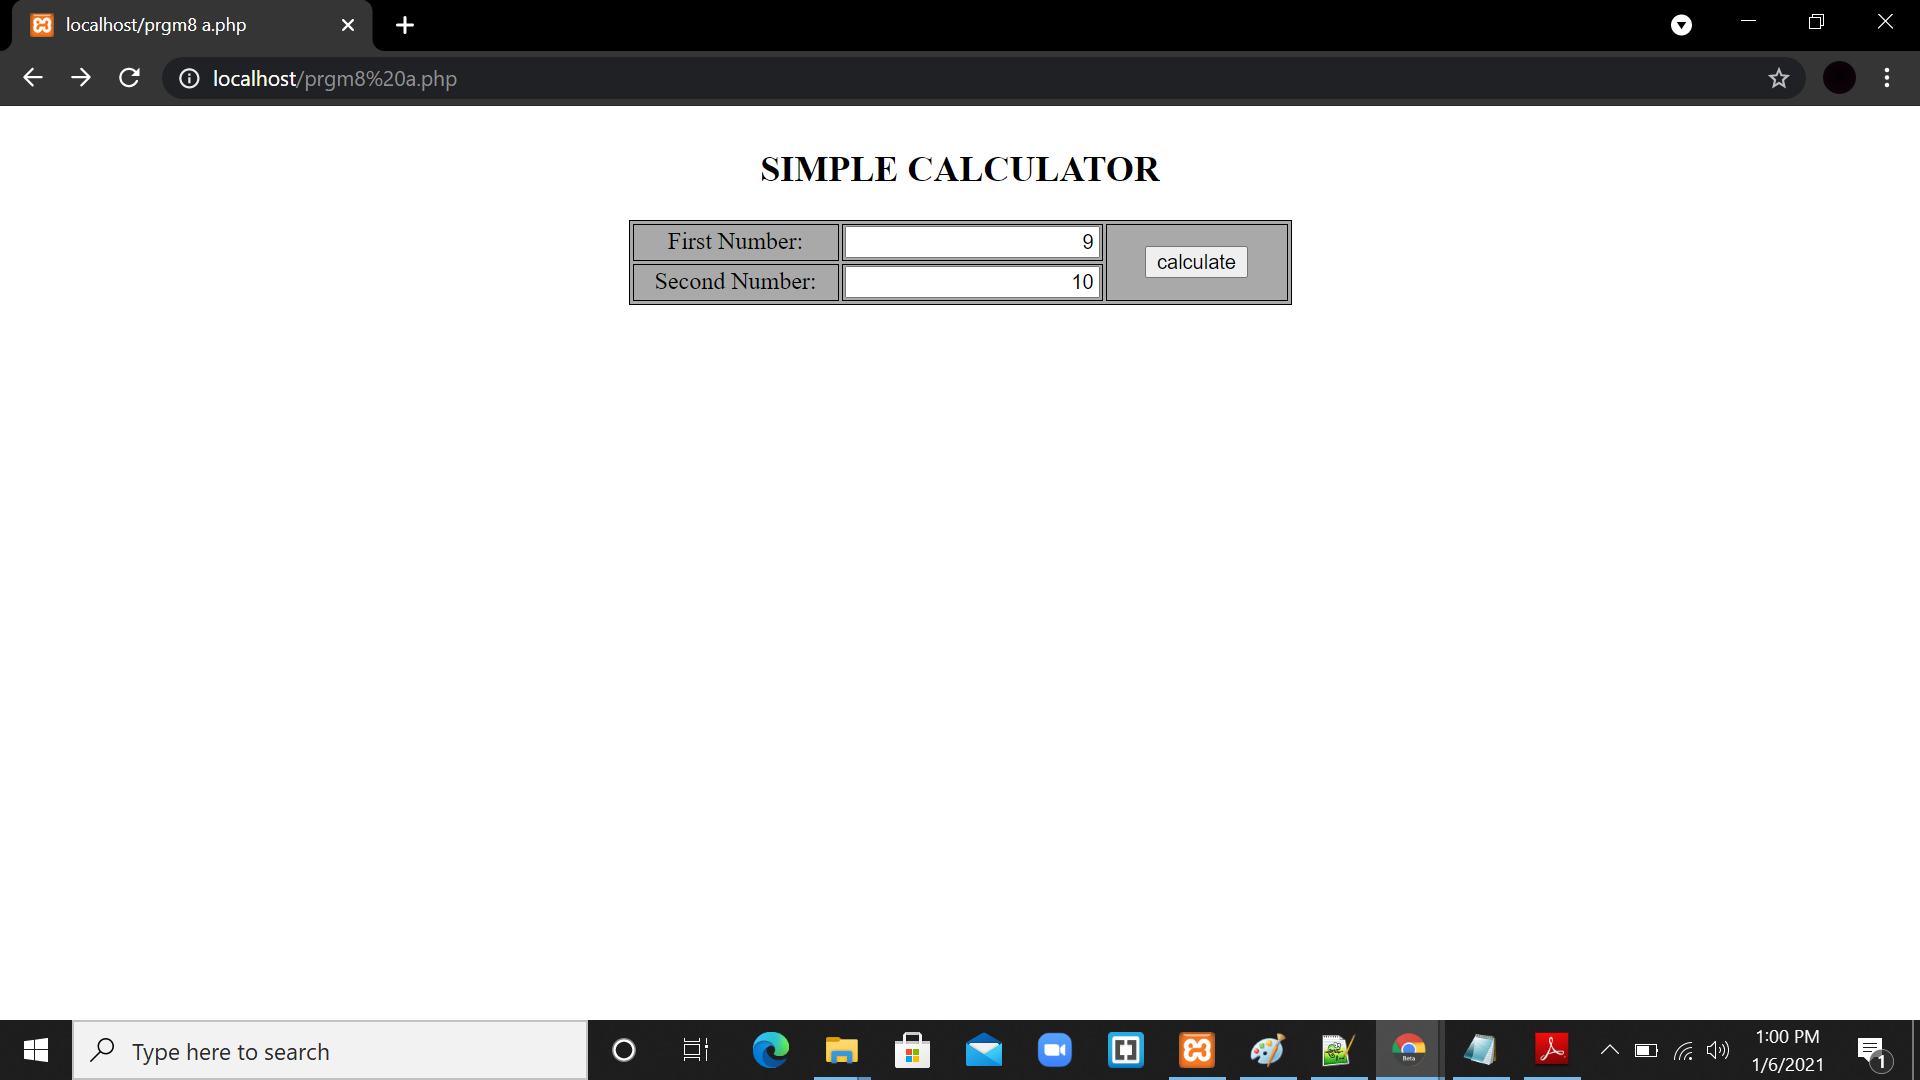 localhost/prgm8 a.php
localhost/prgm8%20a.php
SIMPLE CALCULATOR
First Number: 9
calculate
Second Number: 10
Type here to search
Beta
1:00 PM
1/6/2021
1